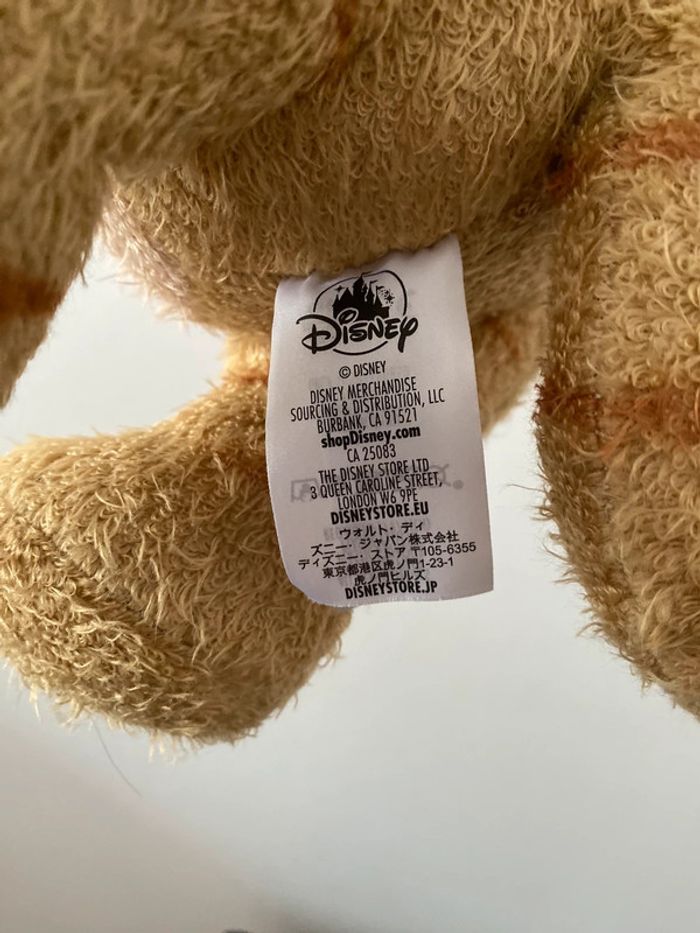 Disney
© DISNEY
DISNEY MERCHANDISE
SOURCING & DISTRIBUTION, LLC
BURBANK, CA 91521
shopDisney.com
CA 25083
THE DISNEY STORE LTD
3 QUEEN CAROLINE STREET,
LONDON W6 9PE
DISNEYSTORE.EU
ウォルト・ディ
ズニー・ジャパン株式会社
ディズニー・ストア 〒105-6355
東京都港区虎ノ門1-23-1
虎ノ門ヒルズ
DISNEYSTORE.JP